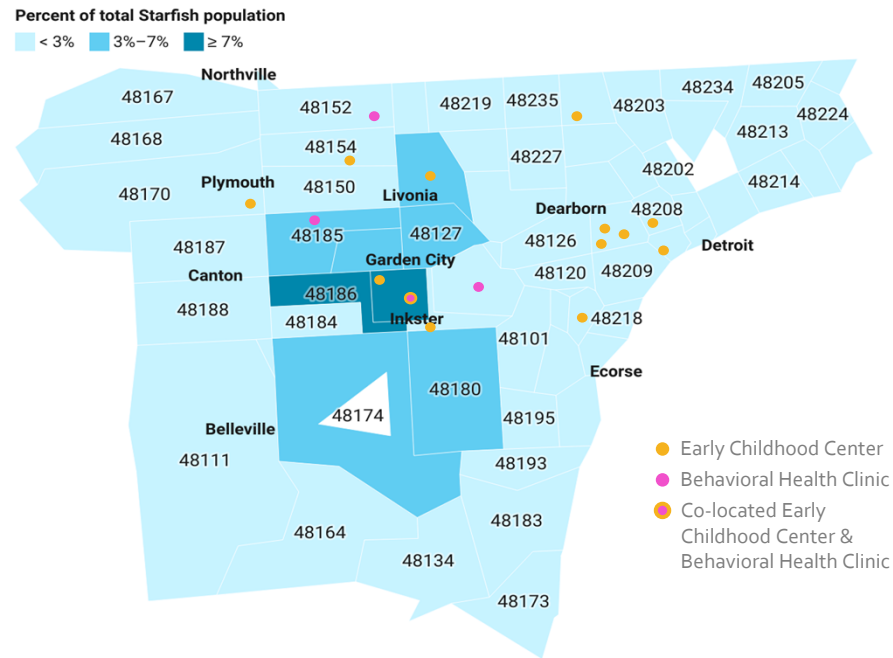 Percent of total Starfish population
< 3% 3%–7% ≥ 7%
Northville
48167
48152
48219
48235
48203
48234
48205
48224
48168
48154
48227
48213
48170
Plymouth
48150
Livonia
48202
48214
Dearborn
48208
48187
48185
48127
48126
Detroit
Canton
Garden City
48120
48209
48188
48186
48184
Inkster
48101
48218
Ecorse
48180
48174
Belleville
48195
48111
48193
48164
48183
48134
48173
Early Childhood Center
Behavioral Health Clinic
Co-located Early
Childhood Center &
Behavioral Health Clinic